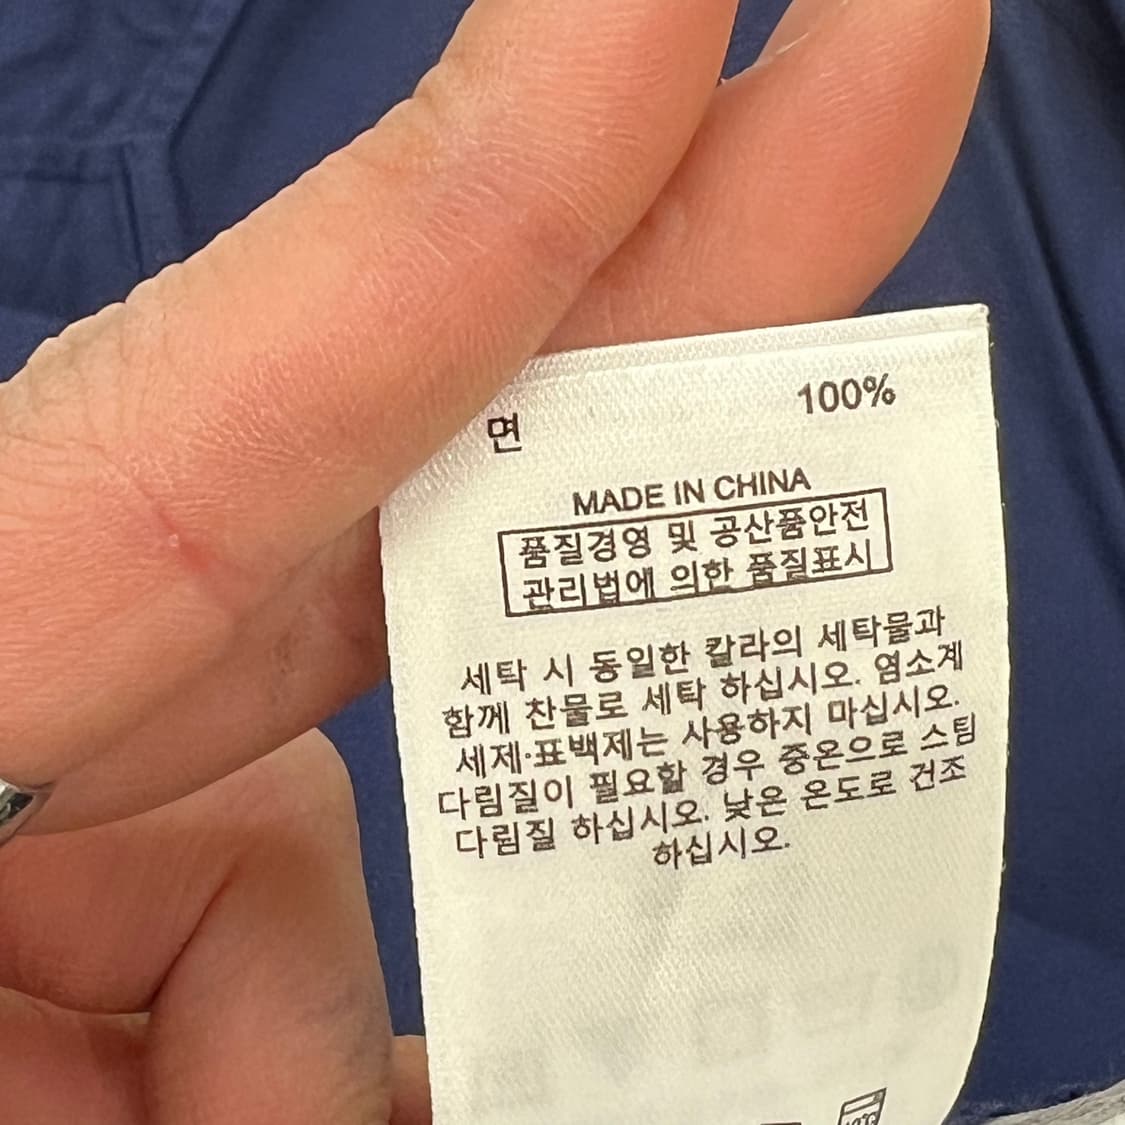 면 100%
MADE IN CHINA
품질경영 및 공산품안전
관리법에 의한 품질표시
세탁 시 동일한 칼라의 세탁물과
함께 찬물로 세탁 하십시오. 염소계
세제·표백제는 사용하지 마십시오.
다림질이 필요할 경우 중온으로 스팀
다림질 하십시오. 낮은 온도로 건조
하십시오.